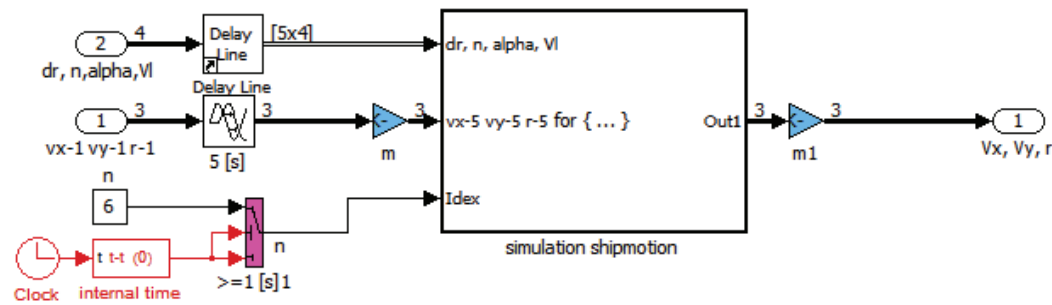 2
4
Delay
Line
[5x4]
dr, n, alpha, Vl
dr, n,alpha,Vl
Delay Line
1
3
3
3
vx-5 vy-5 r-5 for { ... }
Out1
3
3
1
vx-1 vy-1 r-1
5 [s]
m
m1
Vx, Vy, r
n
6
Idex
n
t t-t (0)
Clock
internal time
>=1 [s]1
simulation shipmotion